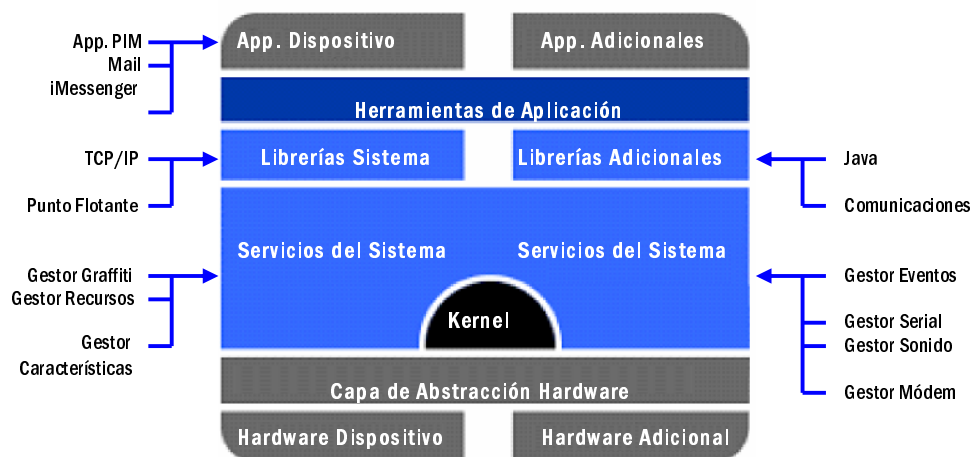 App. PIM
Mail
iMessenger
App. Dispositivo
App. Adicionales
Herramientas de Aplicación
TCP/IP
Punto Flotante
Librerías Sistema
Librerías Adicionales
Java
Comunicaciones
Servicios del Sistema
Servicios del Sistema
Gestor Graffiti
Gestor Recursos
Gestor
Características
Kernel
Gestor Eventos
Gestor Serial
Gestor Sonido
Gestor Módem
Capa de Abstracción Hardware
Hardware Dispositivo
Hardware Adicional